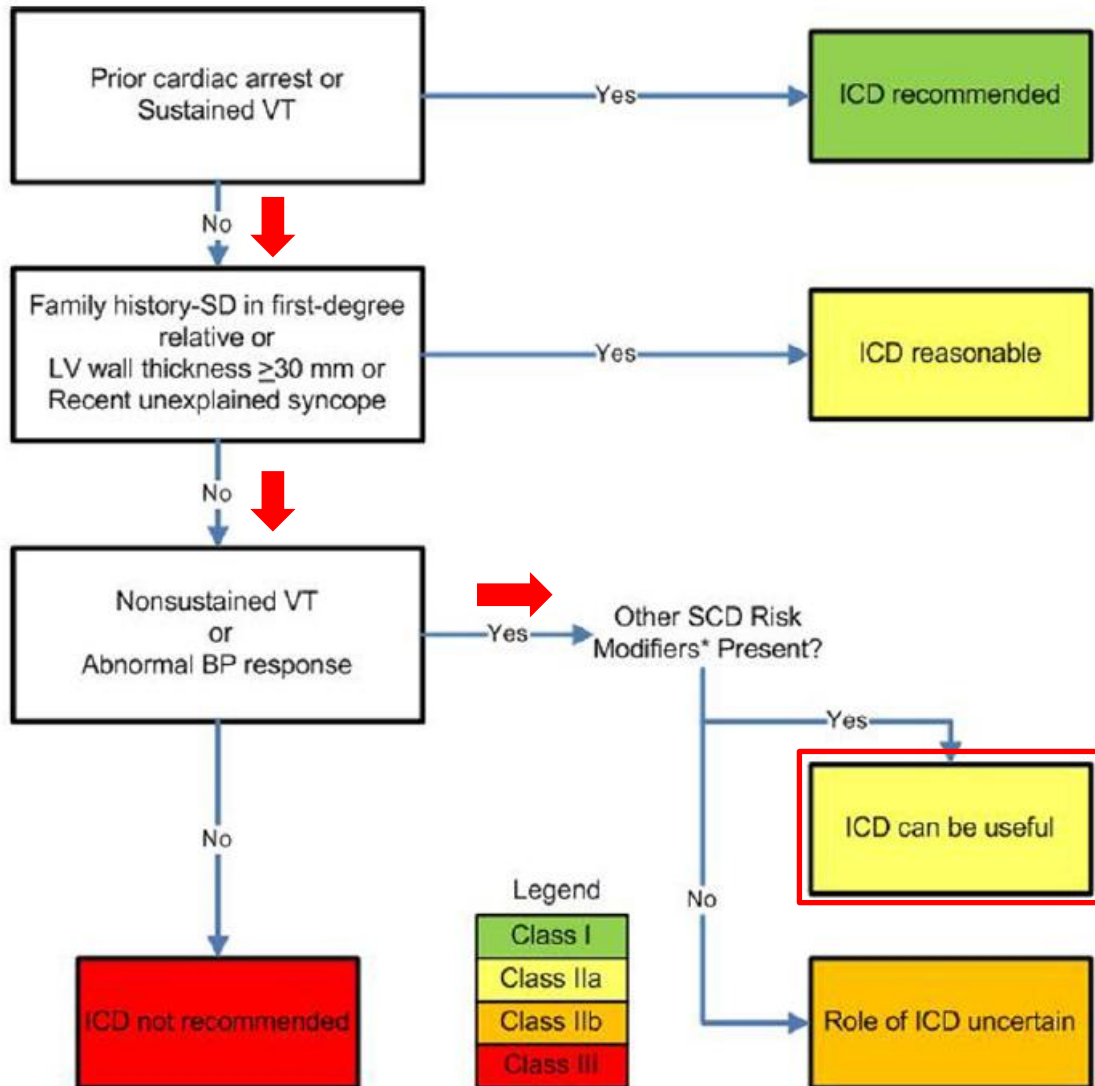 Prior cardiac arrest or
Sustained VT
Yes
ICD recommended
No
Family history-SD in first-degree
relative or
LV wall thickness ≥30 mm or
Recent unexplained syncope
Yes
ICD reasonable
No
Nonsustained VT
or
Abnormal BP response
Yes
Other SCD Risk
Modifiers* Present?
Yes
ICD can be useful
No
No
Legend
Class I
Class IIa
Class IIb
Class III
ICD not recommended
Role of ICD uncertain